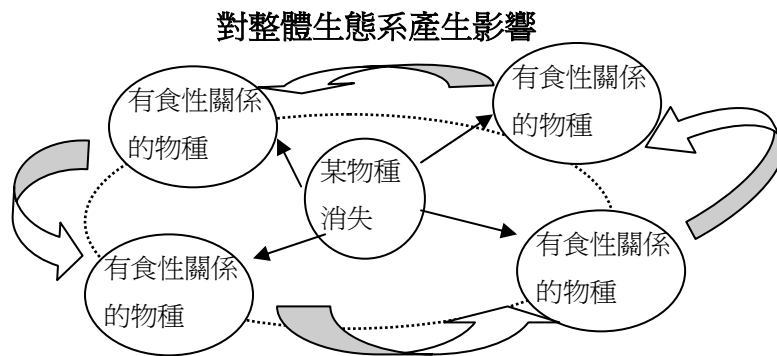 對整體生態系產生影響
有食性關係
的物種
有食性關係
的物種
某物種
消失
有食性關係
的物種
有食性關係
的物種